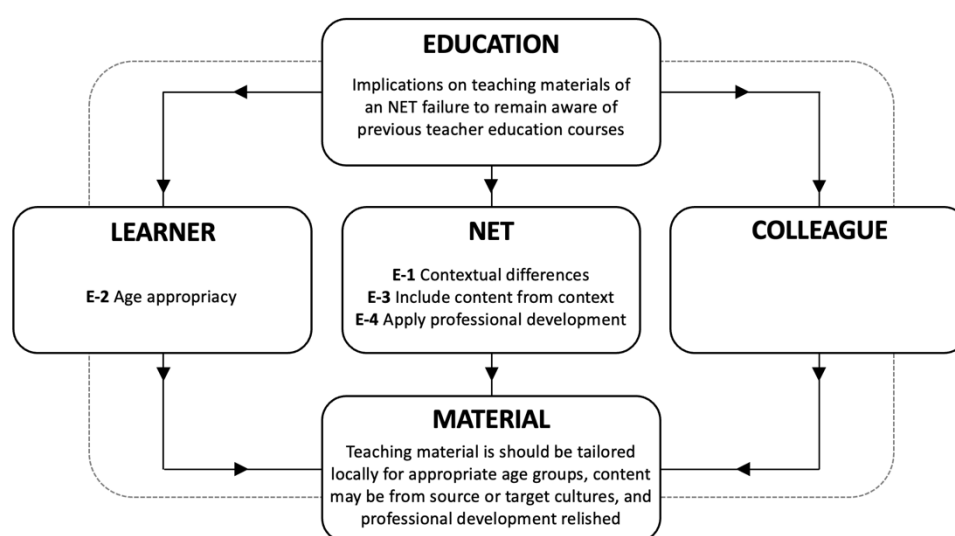 EDUCATION
Implications on teaching materials of
an NET failure to remain aware of
previous teacher education courses
LEARNER
E-2 Age appropriacy
NET
E-1 Contextual differences
E-3 Include content from context
E-4 Apply professional development
COLLEAGUE
MATERIAL
Teaching material is should be tailored
locally for appropriate age groups, content
may be from source or target cultures, and
professional development relished